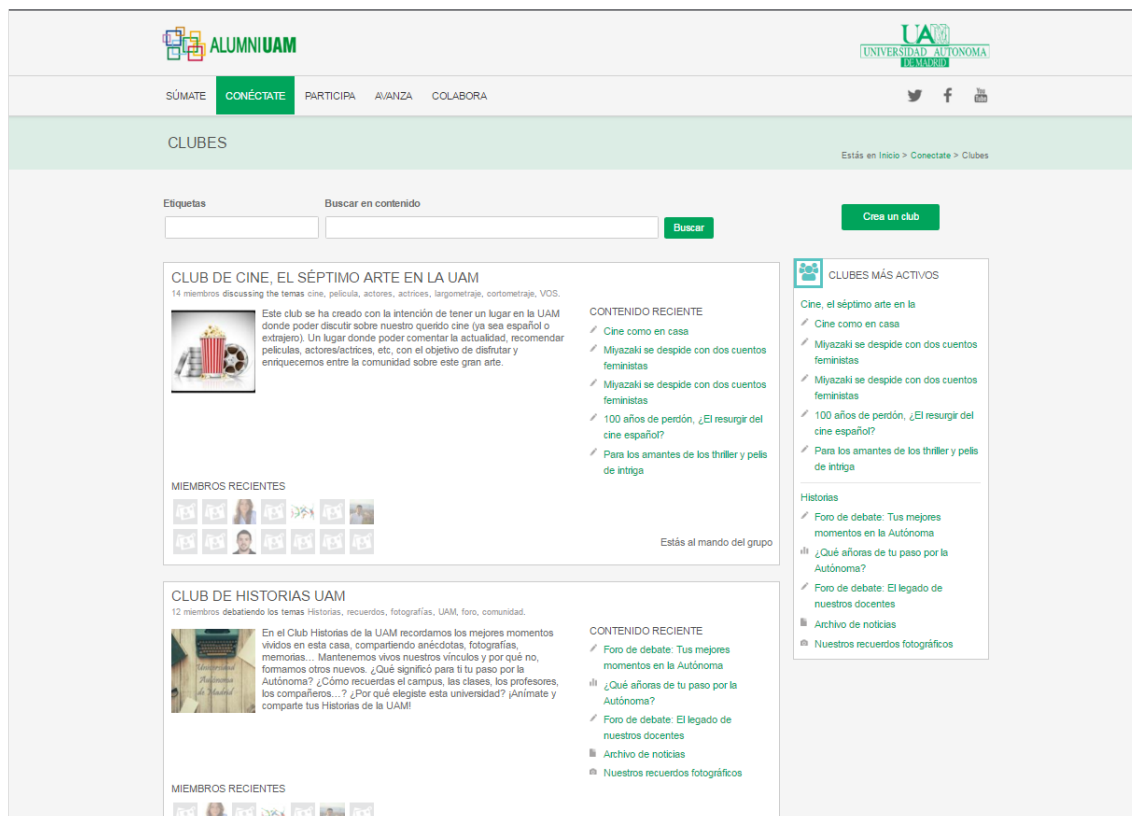 ALUMNIUAM
UAM
UNIVERSIDAD AUTONOMA
DE MADRID
SÚMATE CONÉCTATE PARTICIPA AVANZA COLABORA
You
Tube
CLUBES
Estás en Inicio > Conectate > Clubes
Etiquetas Buscar en contenido
Buscar
Crea un club
CLUB DE CINE, EL SÉPTIMO ARTE EN LA UAM
14 miembros discussing the temas cine, pelicula, actores, actrices, largometraje, cortometraje, VOS.
Este club se ha creado con la intención de tener un lugar en la UAM
donde poder discutir sobre nuestro querido cine (ya sea español o
extrajero). Un lugar donde poder comentar la actualidad, recomendar
peliculas, actores/actrices, etc, con el objetivo de disfrutar y
enriquecernos entre la comunidad sobre este gran arte.
CONTENIDO RECIENTE
Cine como en casa
Miyazaki se despide con dos cuentos
feministas
Miyazaki se despide con dos cuentos
feministas
100 años de perdón, ¿El resurgir del
cine español?
Para los amantes de los thriller y pelis
de intriga
MIEMBROS RECIENTES
Estás al mando del grupo
CLUB DE HISTORIAS UAM
12 miembros debatiendo los temas Historias, recuerdos, fotografías, UAM, foro, comunidad.
Universidad
Autónoma
de Madrid
En el Club Historias de la UAM recordamos los mejores momentos
vividos en esta casa, compartiendo anécdotas, fotografías,
memorias... Mantenemos vivos nuestros vínculos y por qué no,
formamos otros nuevos. ¿Qué significó para ti tu paso por la
Autónoma? ¿Cómo recuerdas el campus, las clases, los profesores,
los compañeros...? ¿Por qué elegiste esta universidad? ¡Anímate y
comparte tus Historias de la UAM!
CONTENIDO RECIENTE
Foro de debate: Tus mejores
momentos en la Autónoma
¿Qué añoras de tu paso por la
Autónoma?
Foro de debate: El legado de
nuestros docentes
Archivo de noticias
Nuestros recuerdos fotográficos
MIEMBROS RECIENTES
CLUBES MÁS ACTIVOS
Cine, el séptimo arte en la
Cine como en casa
Miyazaki se despide con dos cuentos
feministas
Miyazaki se despide con dos cuentos
feministas
100 años de perdón, ¿El resurgir del
cine español?
Para los amantes de los thriller y pelis
de intriga
Historias
Foro de debate: Tus mejores
momentos en la Autónoma
¿Qué añoras de tu paso por la
Autónoma?
Foro de debate: El legado de
nuestros docentes
Archivo de noticias
Nuestros recuerdos fotográficos